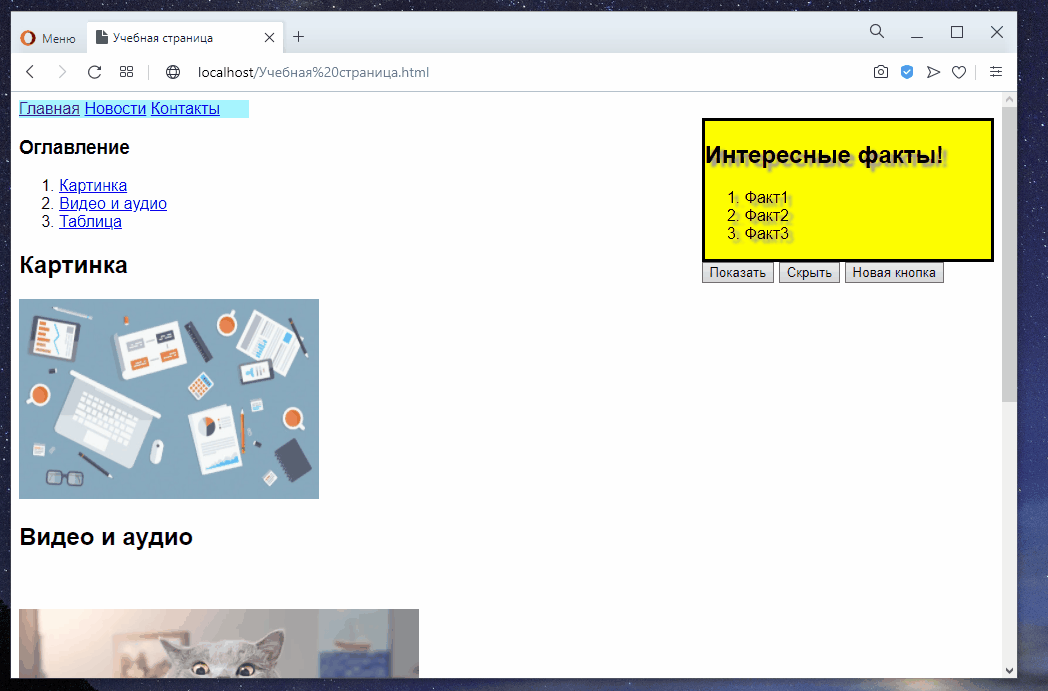 Меню
Учебная страница
localhost/Учебная%20страница.html
Главная Новости Контакты
Оглавление
1. Картинка
2. Видео и аудио
3. Таблица
Интересные факты!
1. Факт1
2. Факт2
3. Факт3
Показать Скрыть Новая кнопка
Картинка
Видео и аудио